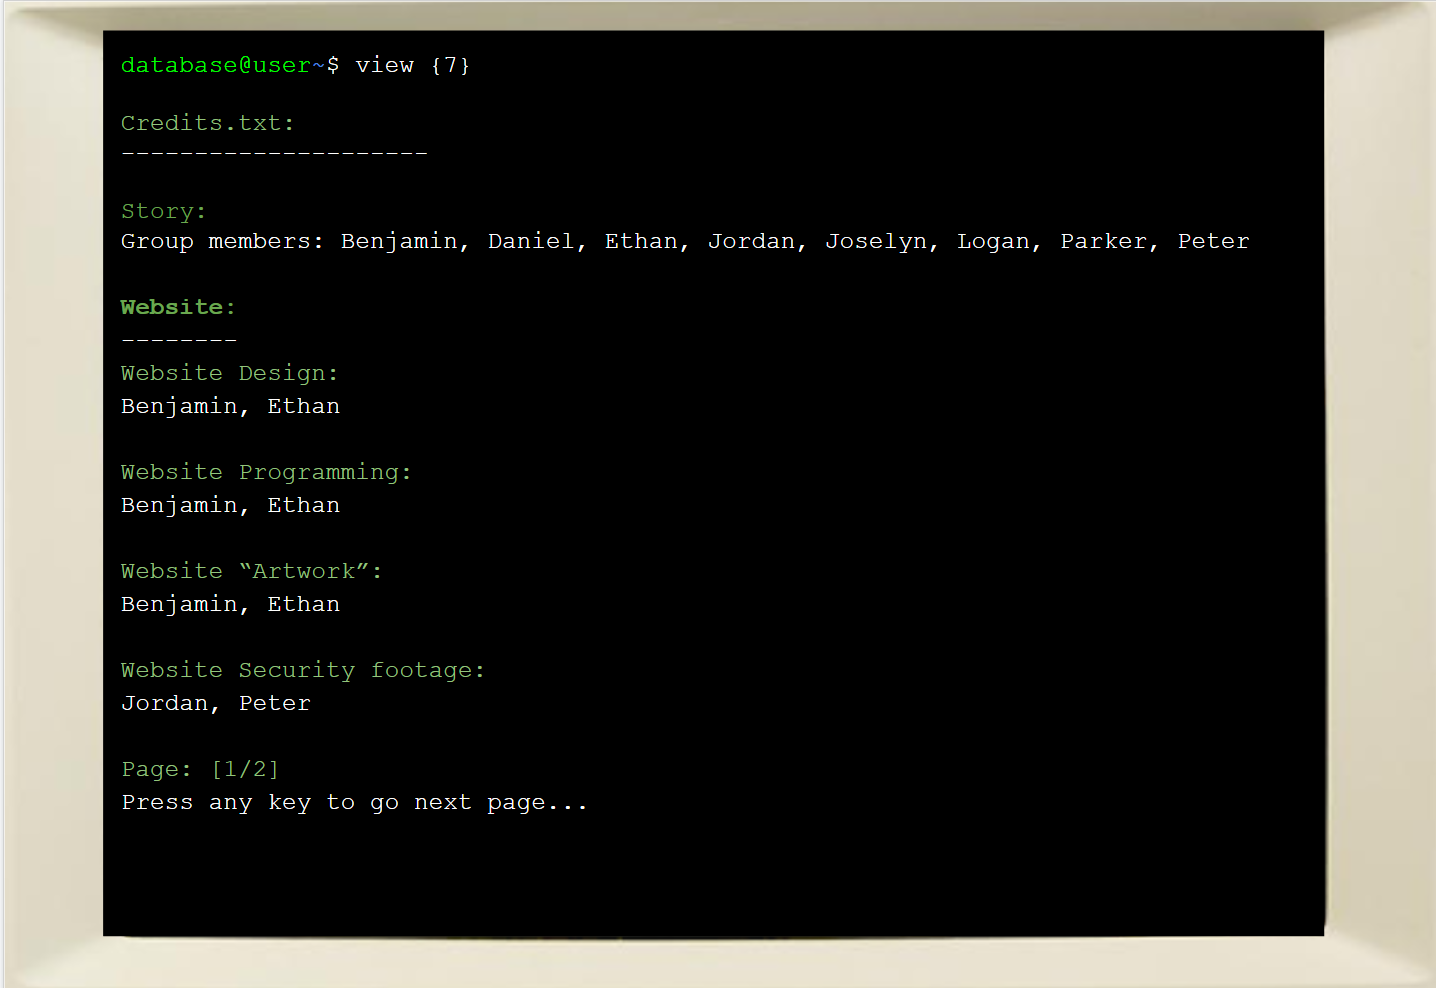 database@user~$ view {7}
Credits.txt:
---------------------
Story:
Group members: Benjamin, Daniel, Ethan, Jordan, Joselyn, Logan, Parker, Peter
Website:
--------
Website Design:
Benjamin, Ethan
Website Programming:
Benjamin, Ethan
Website “Artwork”:
Benjamin, Ethan
Website Security footage:
Jordan, Peter
Page: [1/2]
Press any key to go next page...